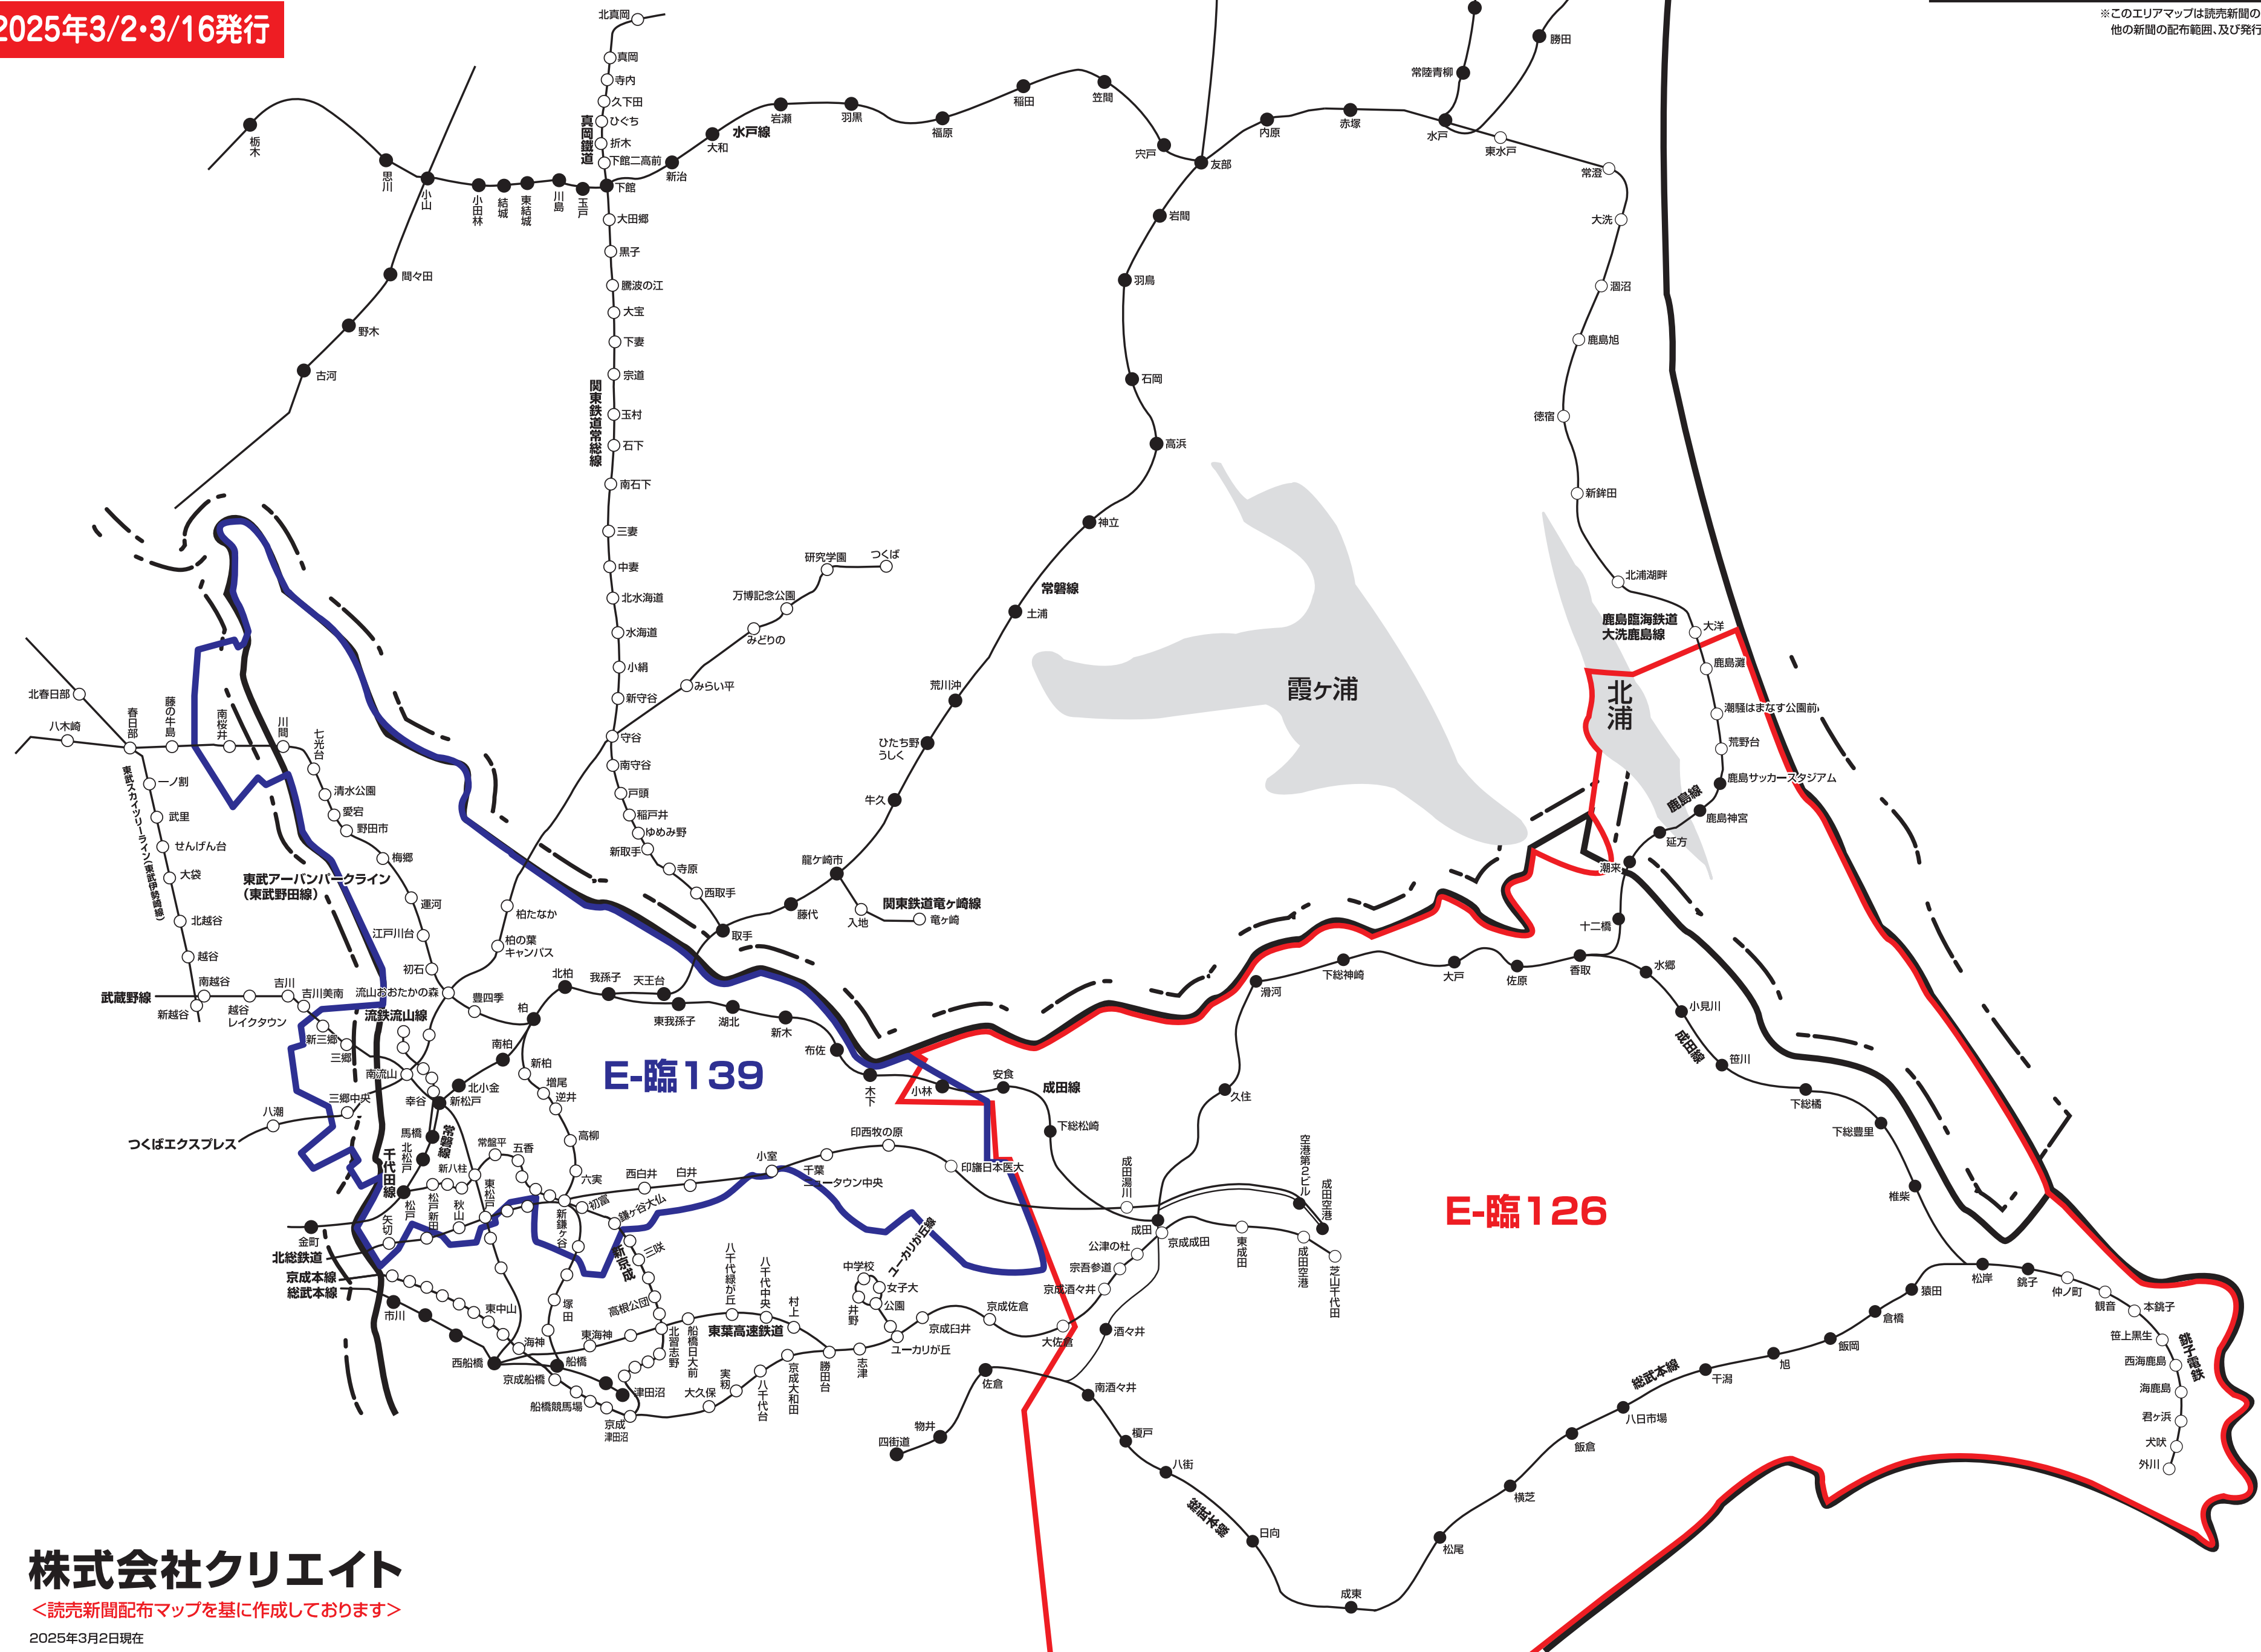 2025年3/2・3/16発行
※このエリアマップは読売新聞の
他の新聞の配布範囲、及び発行
北真岡
真岡
寺内
久下田
ひぐち
折木
下館二高前
真岡鐵道
下館
栃木
思川
小山
小田林
結城
東結城
川島
玉戸
新治
大和
水戸線
岩瀬
羽黒
福原
稲田
笠間
宍戸
友部
内原
赤塚
水戸
常陸青柳
勝田
東水戸
常澄
大洗
涸沼
鹿島旭
徳宿
新鉾田
北浦湖畔
鹿島臨海鉄道
大洗鹿島線
大洋
鹿島灘
潮騒はまなす公園前
荒野台
鹿島サッカースタジアム
鹿島線
鹿島神宮
延方
潮来
十二橋
香取
間々田
野木
古河
大田郷
黒子
騰波の江
大宝
下妻
宗道
関東鉄道常総線
玉村
石下
南石下
三妻
中妻
北水海道
水海道
小絹
新守谷
守谷
南守谷
戸頭
稲戸井
ゆめみ野
新取手
寺原
西取手
取手
岩間
羽鳥
石岡
高浜
神立
常磐線
土浦
荒川沖
ひたち野
うしく
牛久
龍ケ崎市
藤代
関東鉄道竜ヶ崎線
入地
竜ヶ崎
つくば
研究学園
万博記念公園
みどりの
みらい平
霞ヶ浦
北浦
北春日部
八木崎
春日部
藤の牛島
南桜井
川間
七光台
清水公園
愛宕
野田市
梅郷
運河
江戸川台
初石
流山おおたかの森
東武スカイツリーライン(東武伊勢崎線)
一ノ割
武里
せんげん台
大袋
北越谷
越谷
東武アーバンパークライン
(東武野田線)
柏たなか
柏の葉
キャンパス
武蔵野線
南越谷
新越谷
越谷
レイクタウン
吉川
吉川美南
新三郷
三郷
流鉄流山線
南流山
三郷中央
八潮
つくばエクスプレス
豊四季
柏
北柏
我孫子
天王台
東我孫子
湖北
新木
布佐
木下
小林
安食
成田線
下総松崎
南柏
北小金
新松戸
幸谷
馬橋
北松戸
常磐線
千代田線
松戸
金町
新柏
増尾
逆井
高柳
六実
常盤平
五香
新八柱
東松戸
松戸新田
秋山
矢切
北総鉄道
京成本線
総武本線
E-臨139
E-臨126
新鎌ヶ谷
初富
鎌ヶ谷大仏
西白井
白井
小室
千葉
ニュータウン中央
印西牧の原
印旛日本医大
成田湯川
空港第2ビル
成田空港
成田
京成成田
東成田
成田空港
芝山千代田
公津の杜
宗吾参道
京成酒々井
大佐倉
京成佐倉
京成臼井
ユーカリが丘
ユーカリが丘線
中学校
女子大
公園
井野
志津
勝田台
京成大和田
八千代台
実籾
大久保
京成
津田沼
津田沼
船橋競馬場
京成船橋
船橋
西船橋
海神
東中山
市川
塚田
東海神
新京成
三咲
高根公団
北習志野
船橋日大前
東葉高速鉄道
八千代緑が丘
八千代中央
村上
滑河
久住
下総神崎
大戸
佐原
水郷
小見川
成田線
笹川
下総橘
下総豊里
椎柴
松岸
銚子
仲ノ町
観音
本銚子
笹上黒生
銚子電鉄
西海鹿島
海鹿島
君ヶ浜
犬吠
外川
猿田
倉橋
飯岡
旭
干潟
総武本線
八日市場
飯倉
横芝
松尾
成東
日向
総武本線
八街
榎戸
南酒々井
酒々井
佐倉
物井
四街道
株式会社クリエイト
＜読売新聞配布マップを基に作成しております＞
2025年3月2日現在